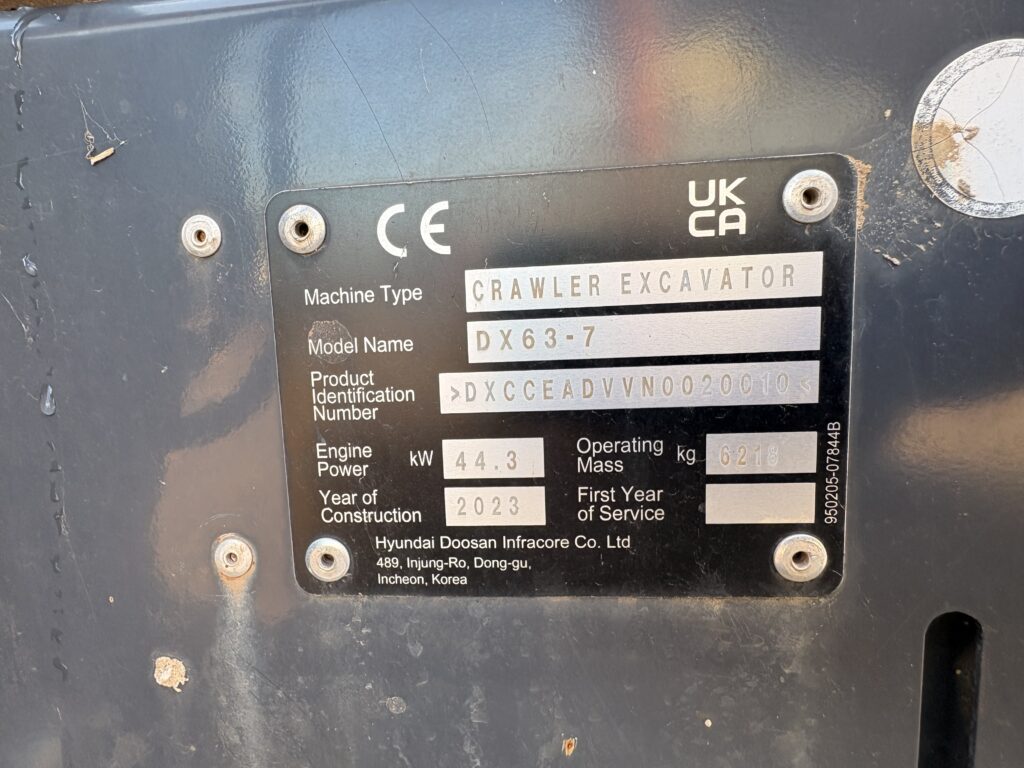 CE
UK
CA
Machine Type CRAWLER EXCAVATOR
Model Name DX63-7
Product
Identification
Number >DXCCEADVVN0020010<
Engine
Power kW 44.3
Operating
Mass kg 6218
Year of
Construction 2023
First Year
of Service
Hyundai Doosan Infracore Co. Ltd
489, Injung-Ro, Dong-gu,
Incheon, Korea
950205-07844B